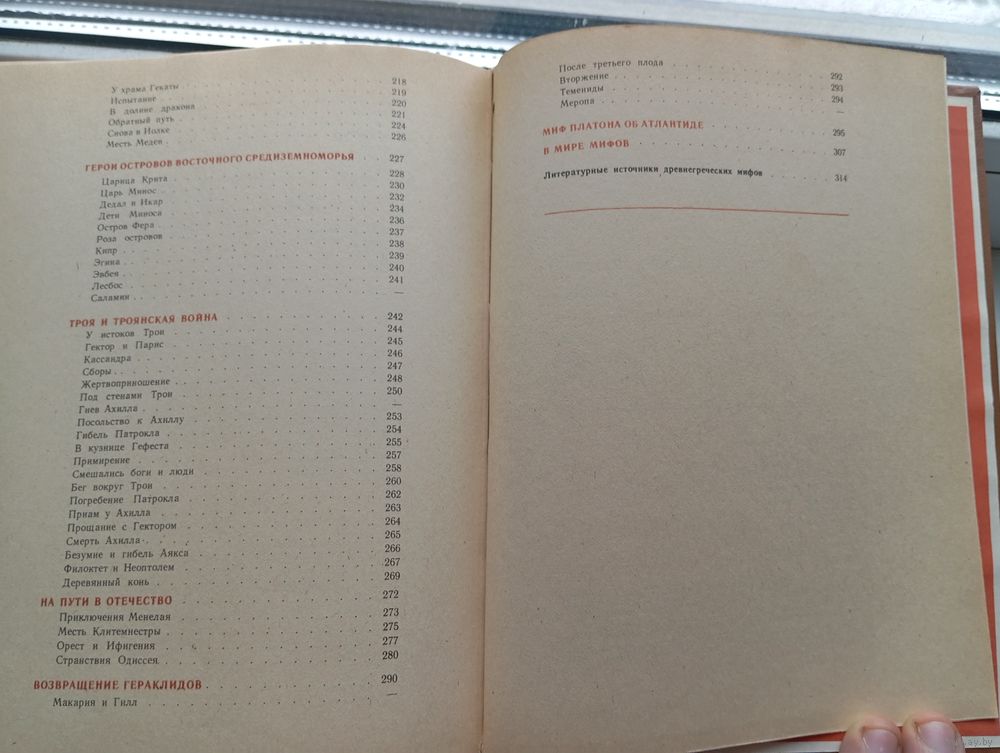 У храма Гекаты 218
Испытание 219
В долине дракона 220
Обратный путь 221
Снова в Иолке 224
Месть Медеи 226
ГЕРОИ ОСТРОВОВ ВОСТОЧНОГО СРЕДИЗЕМНОМОРЬЯ 227
Царица Крита 228
Царь Минос 230
Дедал и Икар 232
Дети Миноса 234
Остров Фера 236
Роза островов 237
Кипр 238
Эгина 239
Эвбея 240
Лесбос 241
Саламин —
ТРОЯ И ТРОЯНСКАЯ ВОЙНА 242
У истоков Трои 244
Гектор и Парис 245
Кассандра 246
Сборы 247
Жертвоприношение 248
Под стенами Трои 250
Гнев Ахилла —
Посольство к Ахиллу 253
Гибель Патрокла 254
В кузнице Гефеста 255
Примирение 257
Смешались боги и люди 258
Бег вокруг Трои 260
Погребение Патрокла 262
Приам у Ахилла 263
Прощание с Гектором 264
Смерть Ахилла 265
Безумие и гибель Аякса 266
Филоктет и Неоптолем 267
Деревянный конь 269
НА ПУТИ В ОТЕЧЕСТВО 272
Приключения Менелая 273
Месть Клитемнестры 275
Орест и Ифигения 277
Странствия Одиссея 280
ВОЗВРАЩЕНИЕ ГЕРАКЛИДОВ 290
Макария и Гилл —
После третьего плода 292
Вторжение 293
Темениды 294
Меропа —
МИФ ПЛАТОНА ОБ АТЛАНТИДЕ 295
В МИРЕ МИФОВ 307
Литературные источники древнегреческих мифов 314